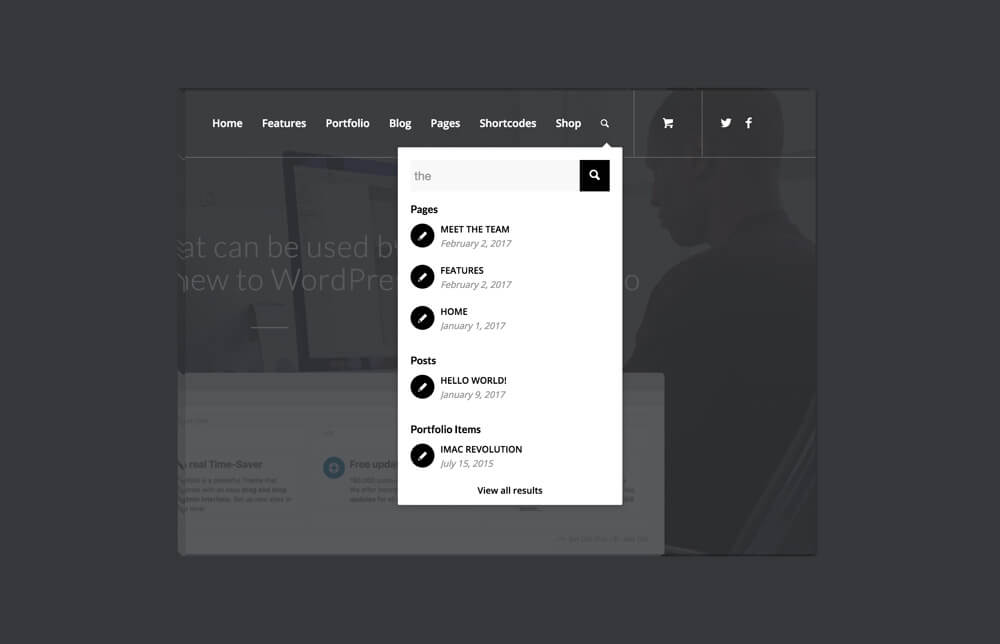 Home Features Portfolio Blog Pages Shortcodes Shop
the
Pages
MEET THE TEAM
February 2, 2017
FEATURES
February 2, 2017
HOME
January 1, 2017
Posts
HELLO WORLD!
January 9, 2017
Portfolio Items
IMAC REVOLUTION
July 15, 2015
View all results
at can be used b
new to WordPre
real Time-Saver
Free upda